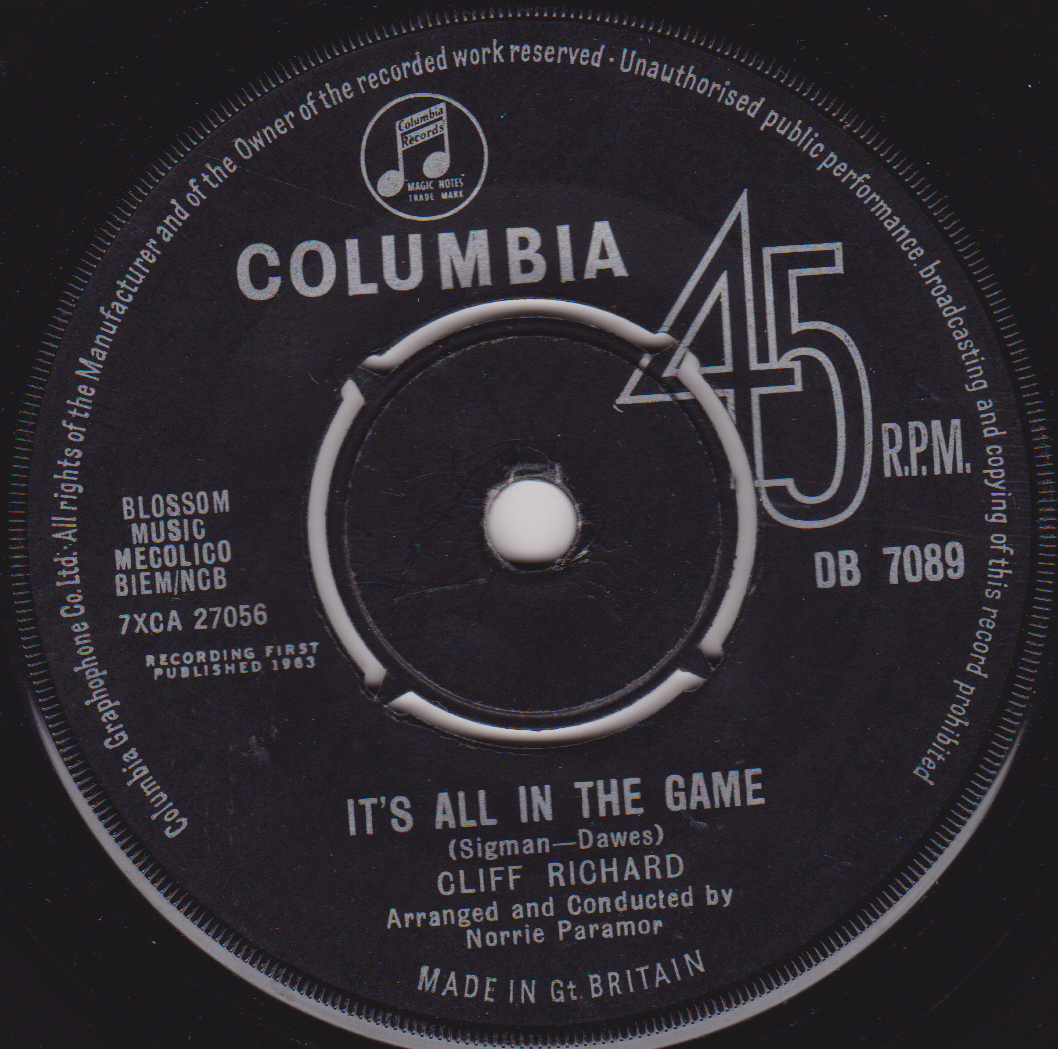 Columbia Graphophone Co. Ltd. · All rights of the Manufacturer and of the Owner of the recorded work reserved · Unauthorised public performance, broadcasting and copying of this record prohibited
Columbia
Records
MAGIC NOTES
TRADE MARK
COLUMBIA
45
R.P.M.
BLOSSOM
MUSIC
MECOLICO
BIEM/NCB
7XCA 27056
RECORDING FIRST
PUBLISHED 1963
DB 7089
IT'S ALL IN THE GAME
(Sigman—Dawes)
CLIFF RICHARD
Arranged and Conducted by
Norrie Paramor
MADE IN Gt. BRITAIN